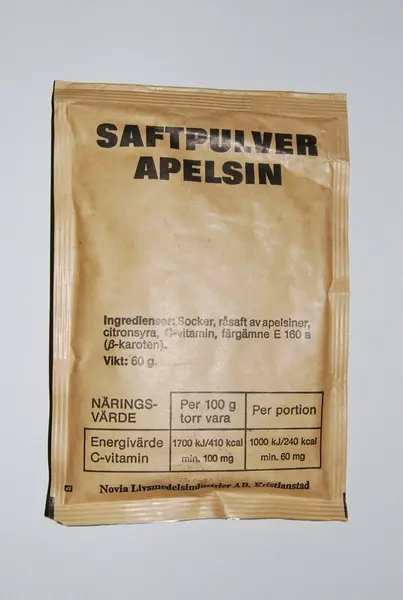 SAFTPULVER
APELSIN
Ingredienser: Socker, råsaft av apelsiner,
citronsyra, C-vitamin, färgämne E 160 a
(β-karoten).
Vikt: 60 g.
NÄRINGS-
VÄRDE
Per 100 g
torr vara
Per portion
Energivärde 1700 kJ/410 kcal 1000 kJ/240 kcal
C-vitamin min. 100 mg min. 60 mg
Novia Livsmedelsindustrier AB, Kristianstad